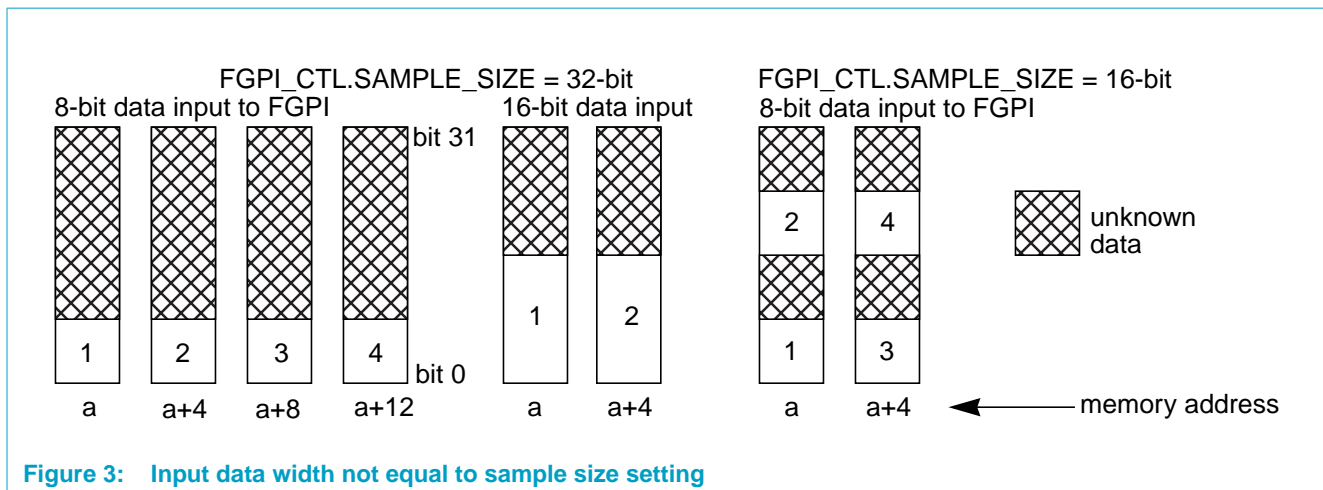 FGPI_CTL.SAMPLE_SIZE = 32-bit
8-bit data input to FGPI
16-bit data input
bit 31
1
2
3
4
bit 0
a
a+4
a+8
a+12
1
2
a
a+4
FGPI_CTL.SAMPLE_SIZE = 16-bit
8-bit data input to FGPI
2
4
1
3
a
a+4
unknown
data
memory address
Figure 3: Input data width not equal to sample size setting